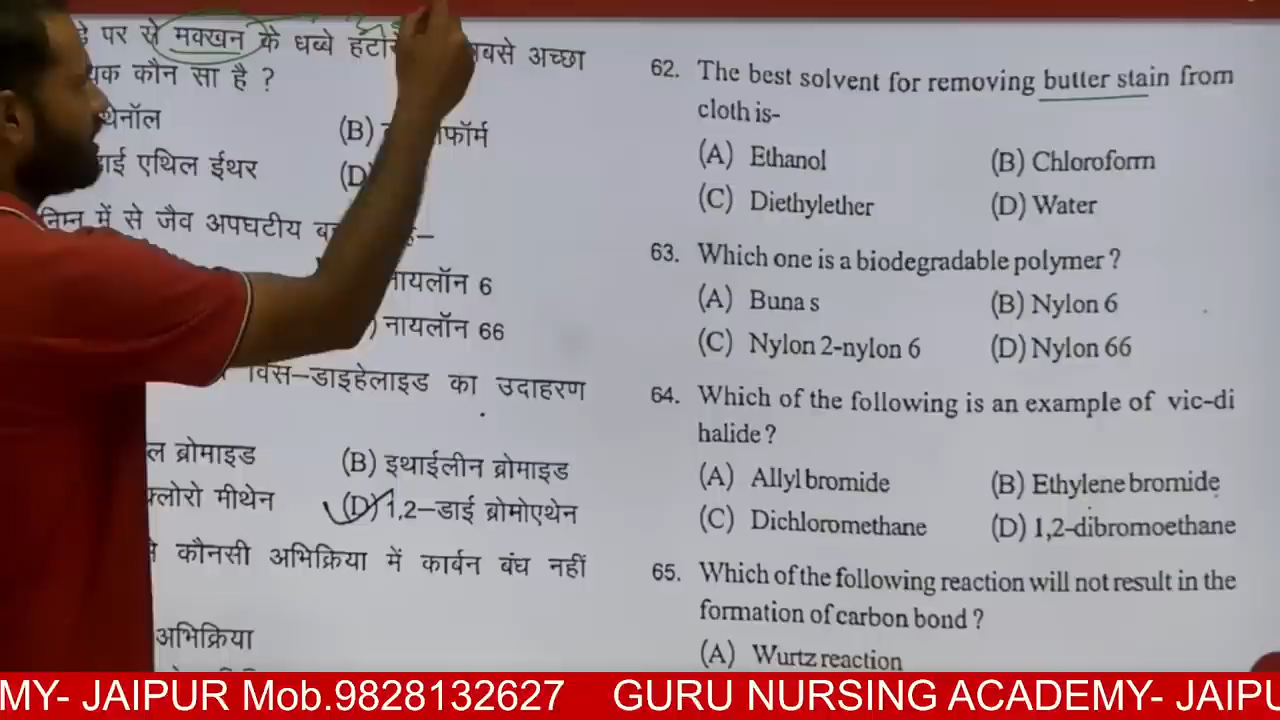 पर से मक्खन के धब्बे अच्छा
कौन सा है ?
(B)
एथिल ईथर
(D)
में से जैव अपघटीय
नायलॉन 6
नायलॉन 66
विस–डाइहेलाइड का उदाहरण
ब्रोमाइड
(B) इथाईलीन ब्रोमाइड
मीथेन
(D) 1,2–डाई ब्रोमोएथेन
कौनसी अभिक्रिया में कार्बन बंघ नहीं
अभिक्रिया
62. The best solvent for removing butter stain from
cloth is-
(A) Ethanol (B) Chloroform
(C) Diethylether (D) Water
63. Which one is a biodegradable polymer ?
(A) Buna s (B) Nylon 6
(C) Nylon 2-nylon 6 (D) Nylon 66
64. Which of the following is an example of vic-di
halide ?
(A) Allyl bromide (B) Ethylene bromide
(C) Dichloromethane (D) 1,2-dibromoethane
65. Which of the following reaction will not result in the
formation of carbon bond ?
(A) Wurtz reaction
MY- JAIPUR Mob.9828132627 GURU NURSING ACADEMY- JAIPU